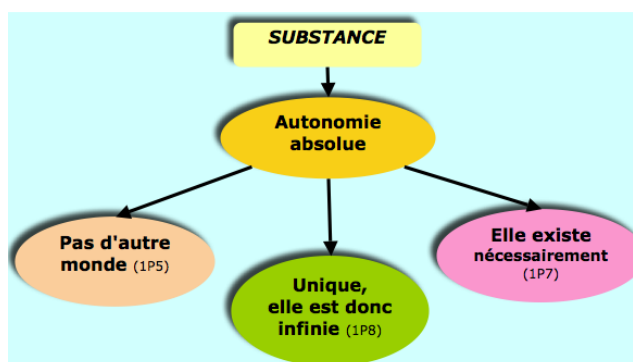 SUBSTANCE
Autonomie
absolue
Pas d'autre
monde (1P5)
Unique,
elle est donc
infinie (1P8)
Elle existe
nécessairement
(1P7)